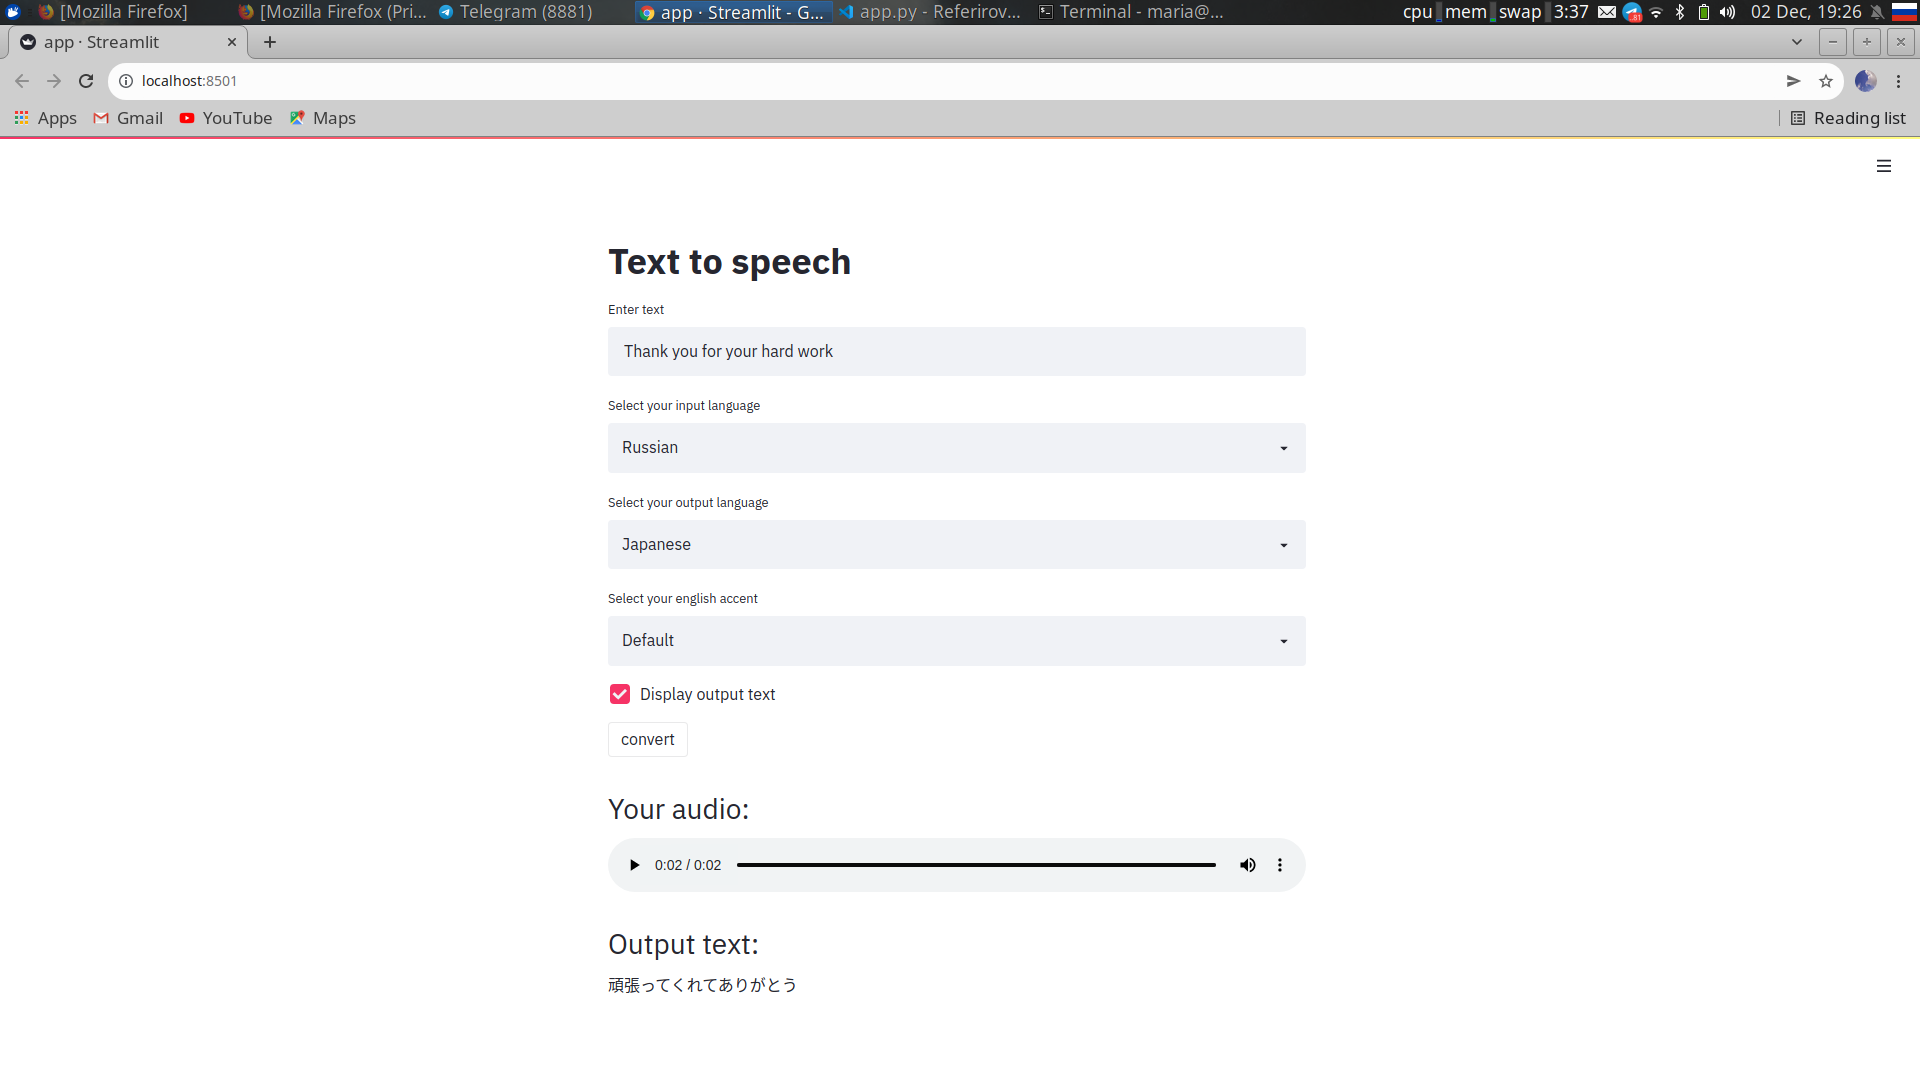 [Mozilla Firefox]
[Mozilla Firefox (Pri...
Telegram (8881)
app · Streamlit - G...
app.py - Referirov...
Terminal - maria@...
cpu mem swap 3:37
81
02 Dec, 19:26
app · Streamlit
localhost:8501
Apps
Gmail
YouTube
Maps
Reading list
Text to speech
Enter text
Thank you for your hard work
Select your input language
Russian
Select your output language
Japanese
Select your english accent
Default
Display output text
convert
Your audio:
0:02 / 0:02
Output text:
頑張ってくれてありがとう